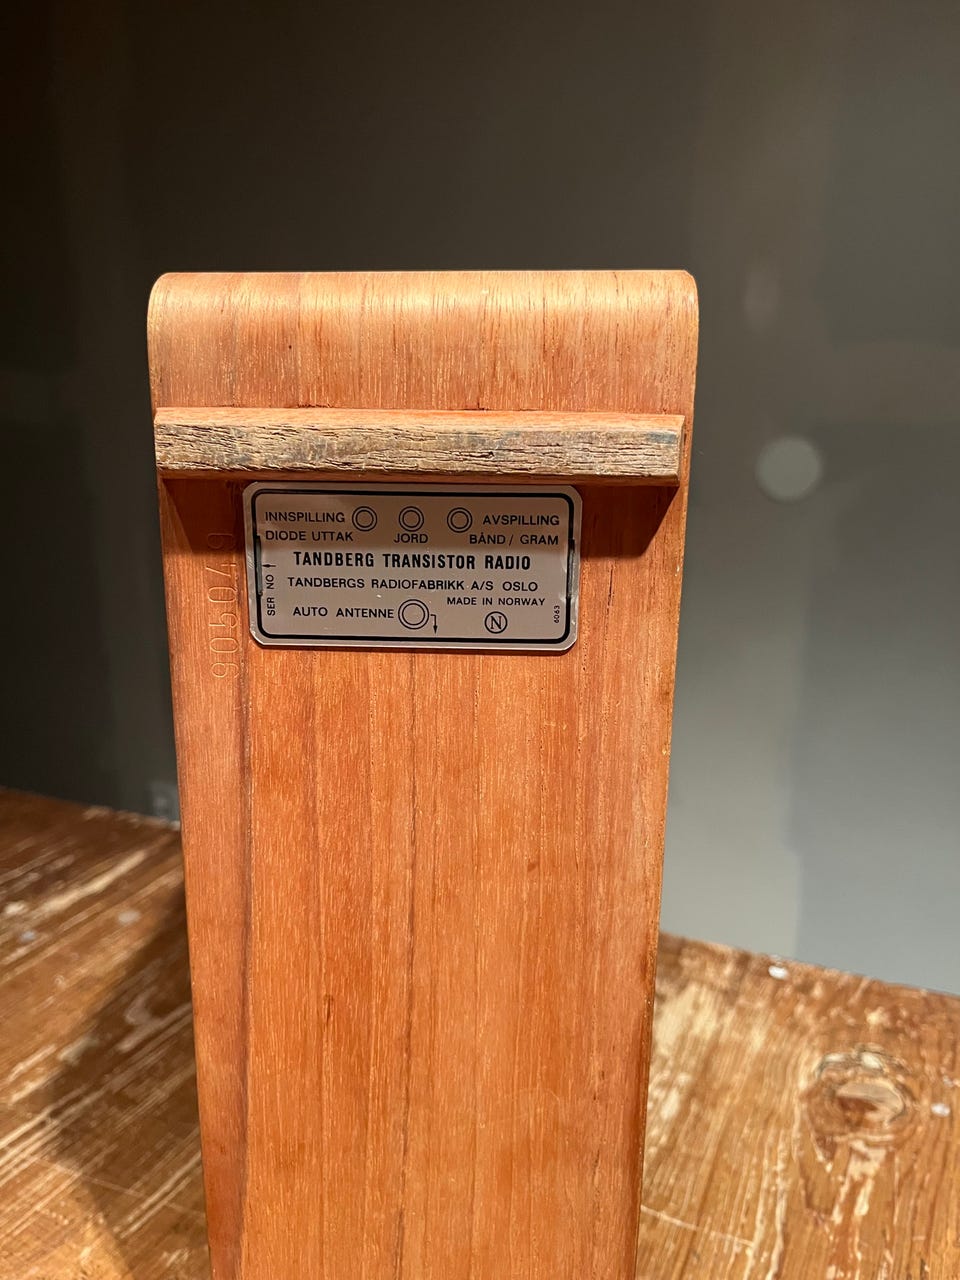 INNSPILLING AVSPILLING
DIODE UTTAK JORD BÅND / GRAM
TANDBERG TRANSISTOR RADIO
TANDBERGS RADIOFABRIKK A/S OSLO
MADE IN NORWAY
AUTO ANTENNE
N
SER NO
6063
905049